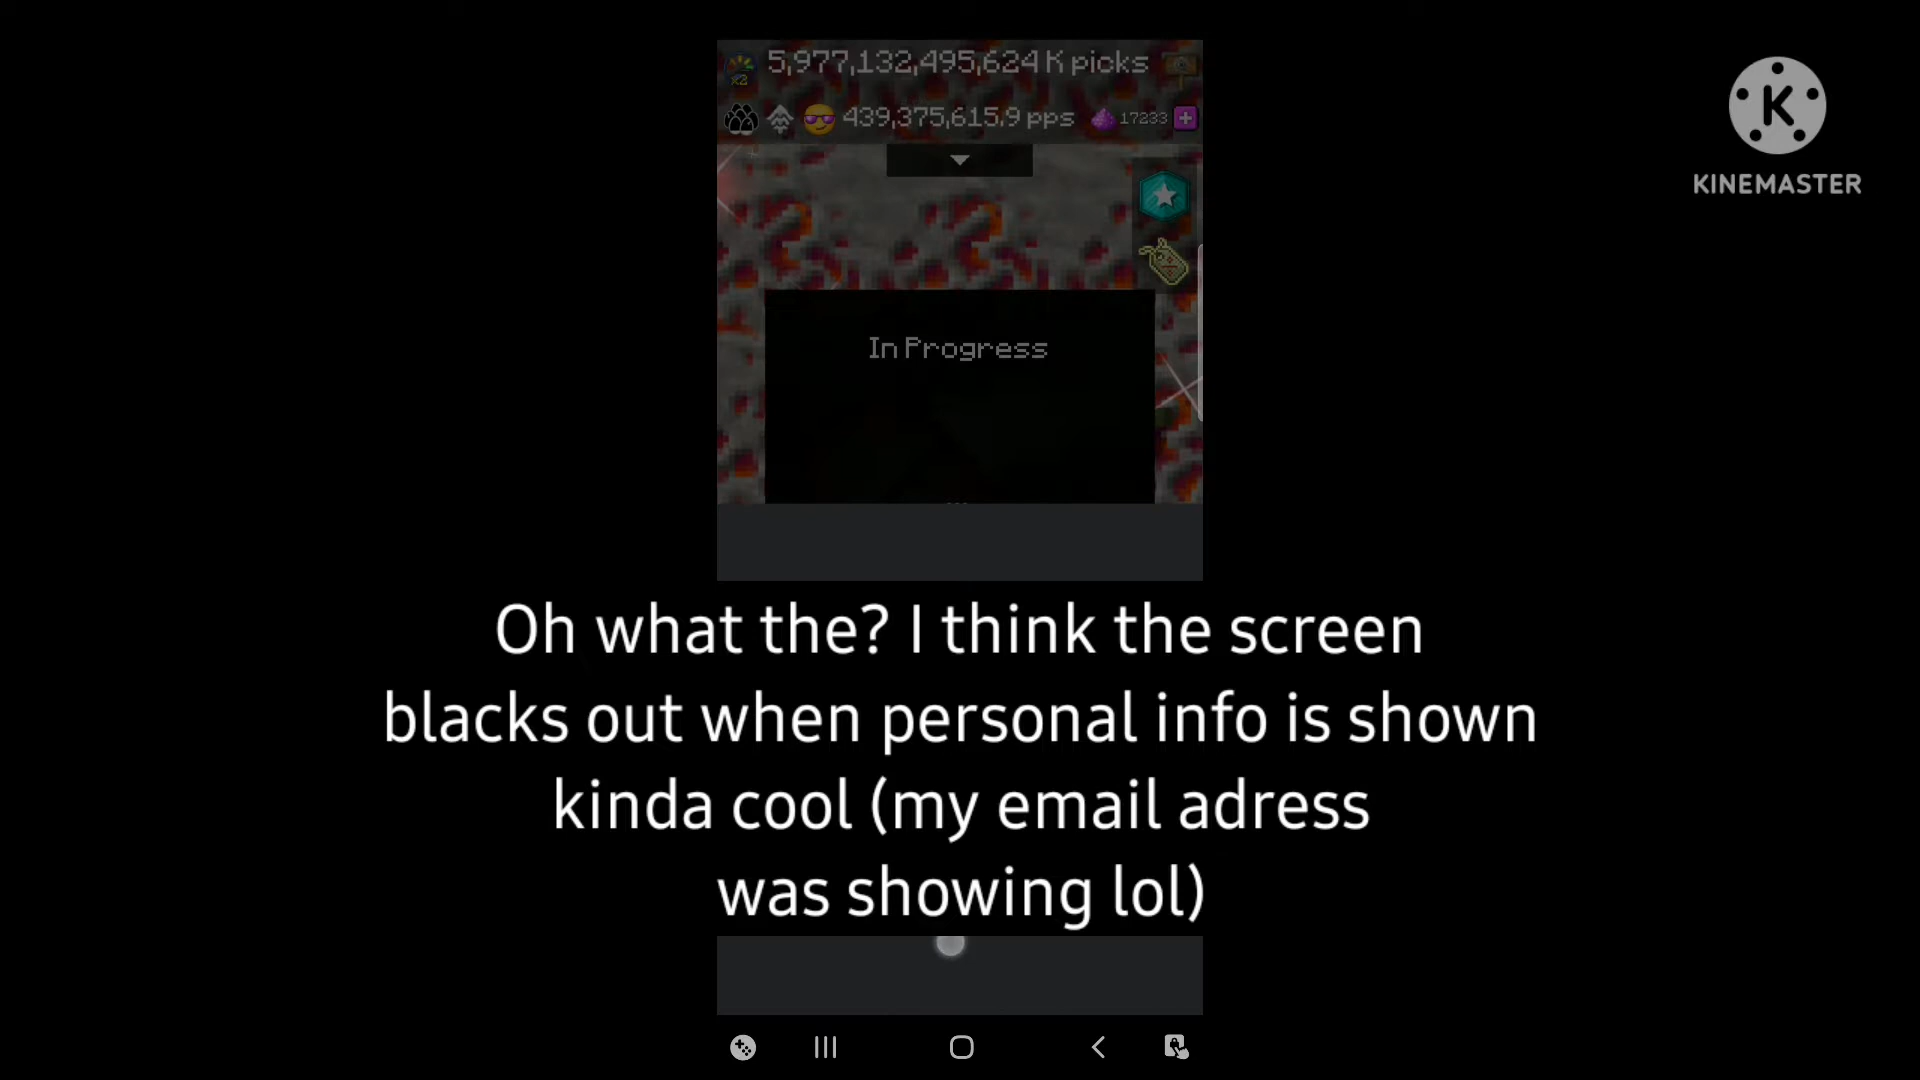 5,977,132,495,624 K picks
x2
439,375,615.9 pps
17233
In Progress
K
KINEMASTER
Oh what the? I think the screen
blacks out when personal info is shown
kinda cool (my email adress
was showing lol)